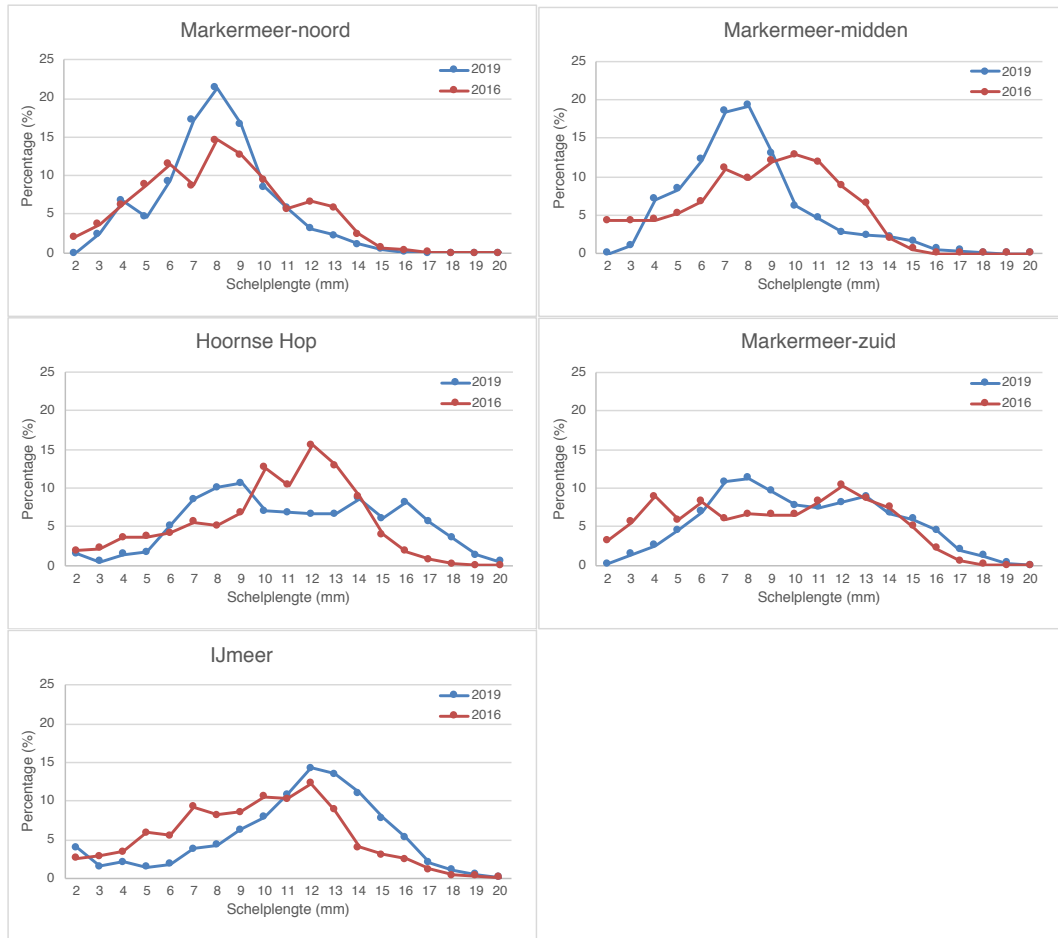 Markermeer-noord
25
20
15
10
5
0
Percentage (%)
2019
2016
2 3 4 5 6 7 8 9 10 11 12 13 14 15 16 17 18 19 20
Schelplengte (mm)
Markermeer-midden
25
20
15
10
5
0
Percentage (%)
2019
2016
2 3 4 5 6 7 8 9 10 11 12 13 14 15 16 17 18 19 20
Schelplengte (mm)
Hoornse Hop
25
20
15
10
5
0
Percentage (%)
2019
2016
2 3 4 5 6 7 8 9 10 11 12 13 14 15 16 17 18 19 20
Schelplengte (mm)
Markermeer-zuid
25
20
15
10
5
0
Percentage (%)
2019
2016
2 3 4 5 6 7 8 9 10 11 12 13 14 15 16 17 18 19 20
Schelplengte (mm)
IJmeer
25
20
15
10
5
0
Percentage (%)
2019
2016
2 3 4 5 6 7 8 9 10 11 12 13 14 15 16 17 18 19 20
Schelplengte (mm)